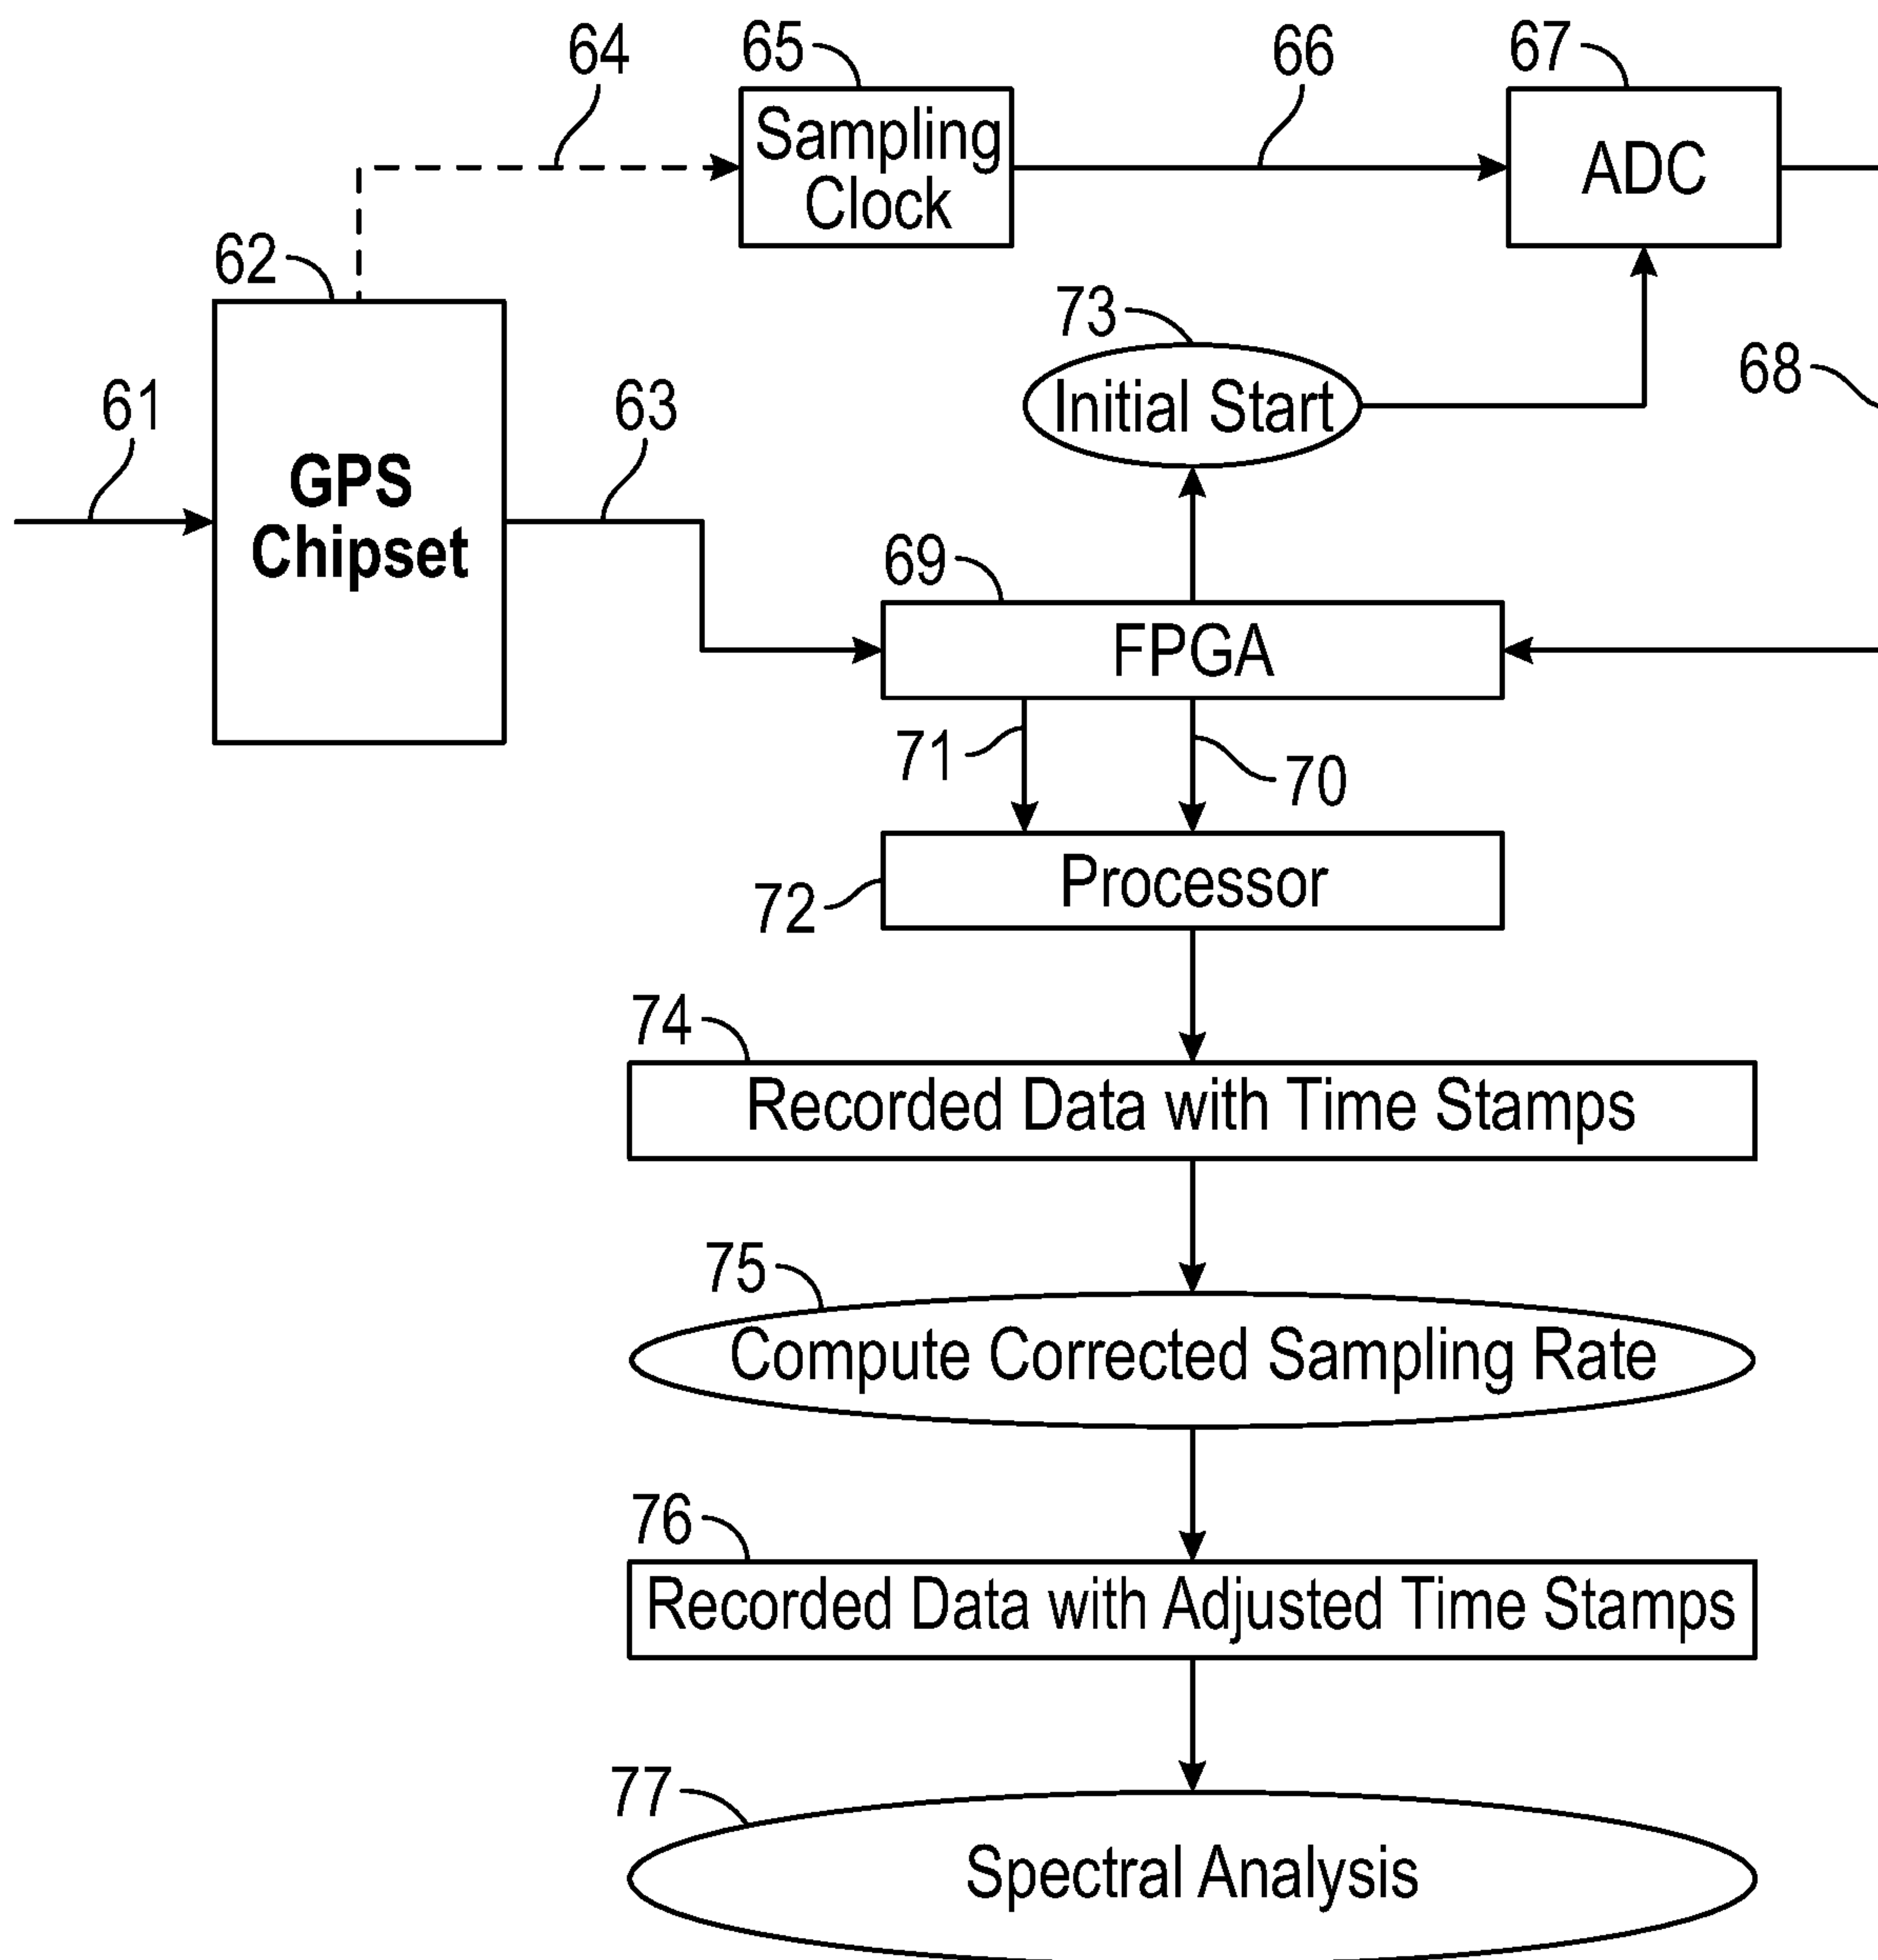 64
65
66
67
Sampling
Clock
ADC
62
73
68
61
63
Initial Start
GPS
Chipset
69
FPGA
71
70
Processor
72
74
Recorded Data with Time Stamps
75
Compute Corrected Sampling Rate
76
Recorded Data with Adjusted Time Stamps
77
Spectral Analysis